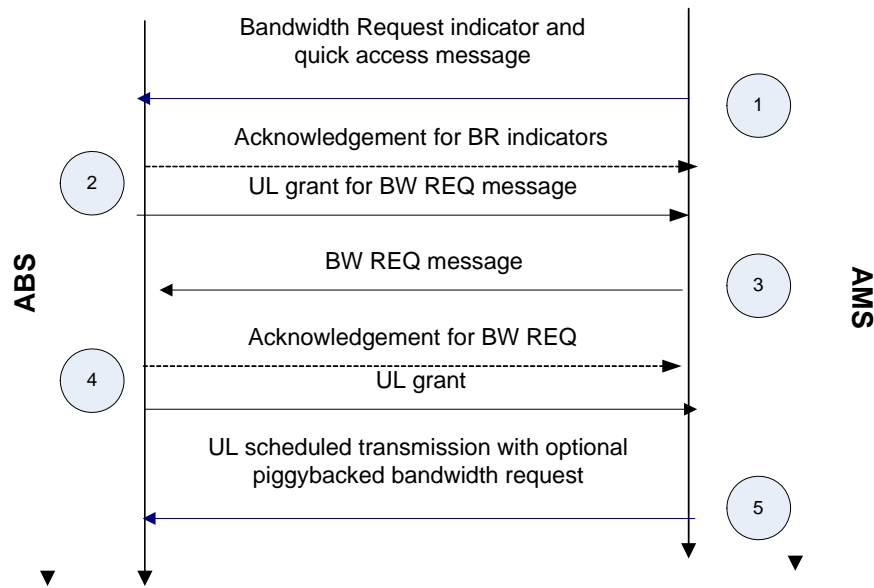 Bandwidth Request indicator and
quick access message
1
Acknowledgement for BR indicators
2
UL grant for BW REQ message
ABS
BW REQ message
3
AMS
Acknowledgement for BW REQ
4
UL grant
UL scheduled transmission with optional
piggybacked bandwidth request
5